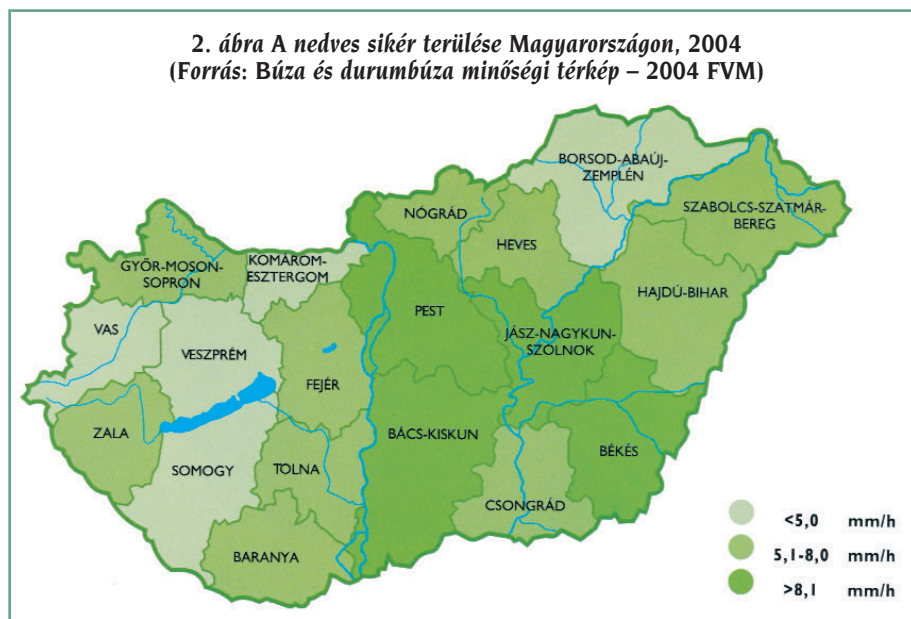 2. ábra A nedves sikér terülése Magyarországon, 2004
(Forrás: Búza és durumbúza minőségi térkép – 2004 FVM)
BORSOD-ABAÚJ-
ZEMPLÉN
NÓGRÁD
SZABOLCS-SZATMÁR-
BEREG
HEVES
KOMÁROM-
ESZTERGOM
GYŐR-MOSON-
SOPRON
HAJDÚ-BIHAR
PEST
VAS
JÁSZ-NAGYKUN-
SZOLNOK
VESZPRÉM
FEJÉR
ZALA
BÁCS-KISKUN
BÉKÉS
SOMOGY
TOLNA
CSONGRÁD
BARANYA
<5,0 mm/h
5,1-8,0 mm/h
>8,1 mm/h